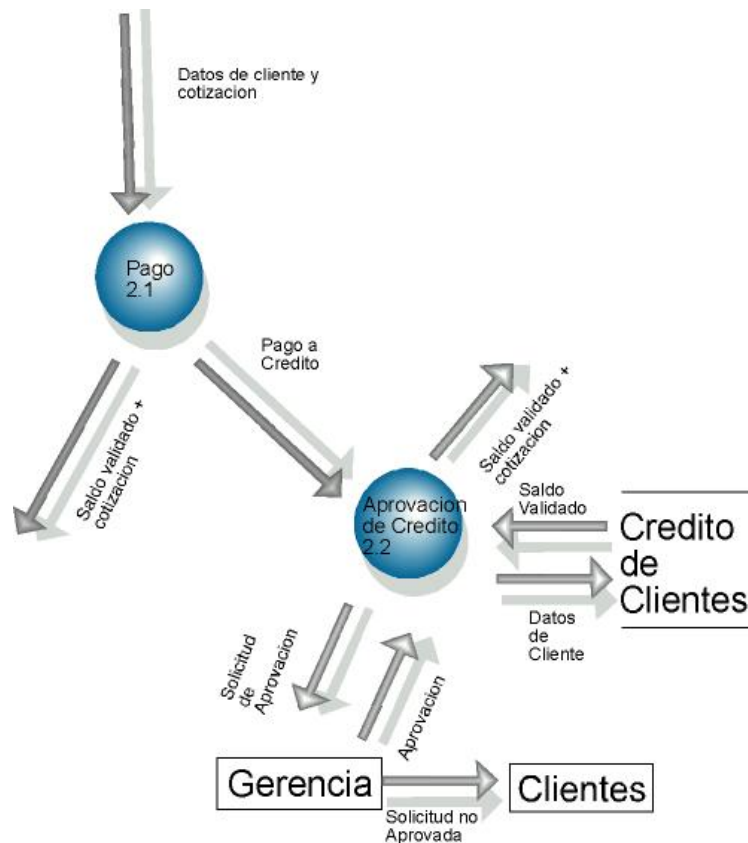 Datos de cliente y
cotizacion
Pago
2.1
Pago a
Credito
Saldo validado +
cotizacion
Saldo validado +
cotizacion
Aprovacion
de Credito
2.2
Saldo
Validado
Credito
de
Clientes
Datos
de
Cliente
Solicitud
de
Aprovacion
Aprovacion
Gerencia
Clientes
Solicitud no
Aprovada